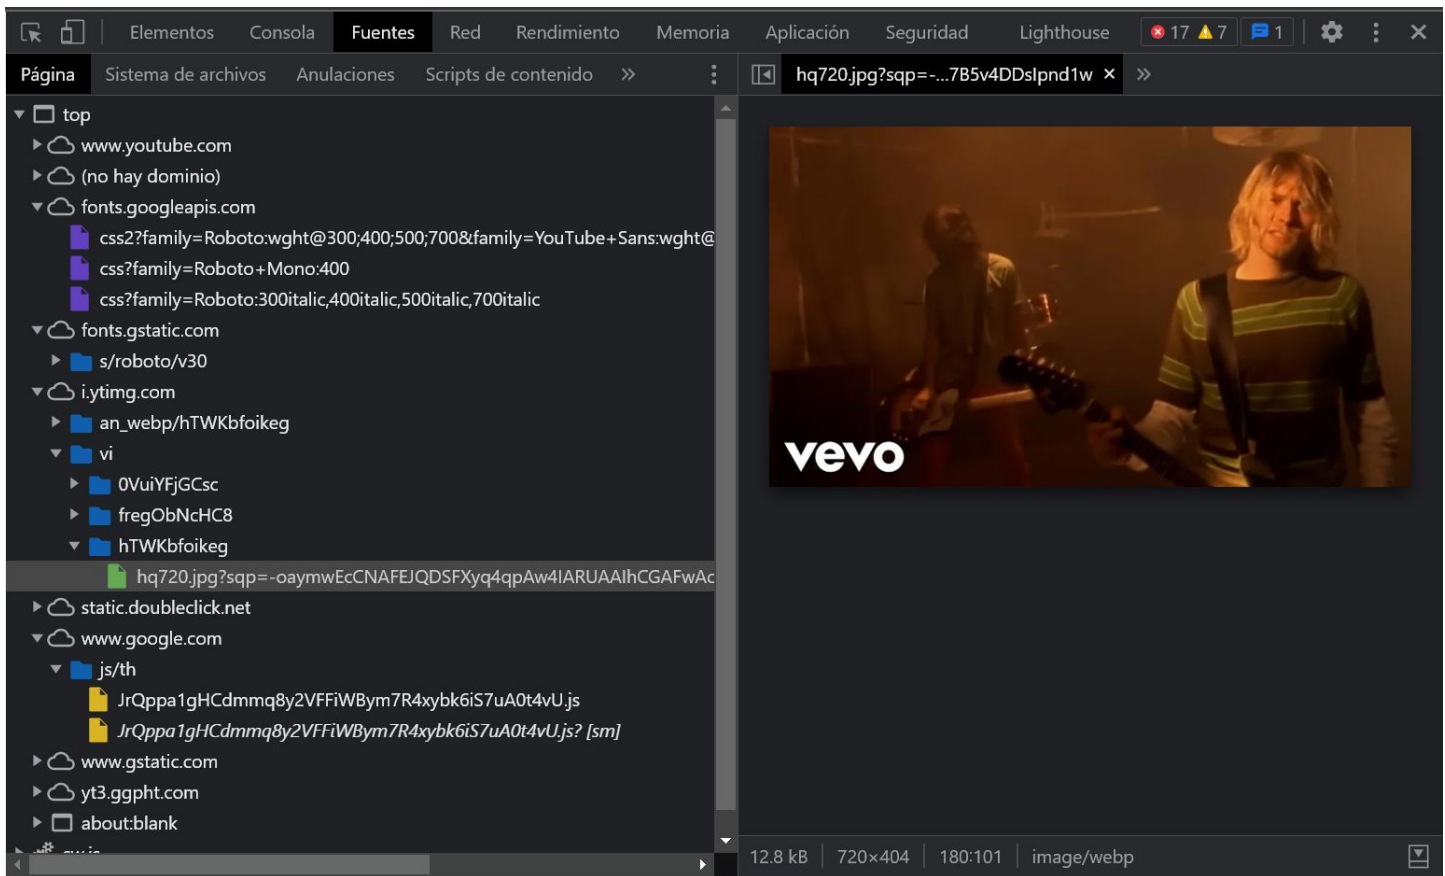 Elementos Consola Fuentes Red Rendimiento Memoria Aplicación Seguridad Lighthouse 17 7 1
Página Sistema de archivos Anulaciones Scripts de contenido »
hq720.jpg?sqp=-...7B5v4DDsIpnd1w × »
top
www.youtube.com
(no hay dominio)
fonts.googleapis.com
css2?family=Roboto:wght@300;400;500;700&family=YouTube+Sans:wght@
css?family=Roboto+Mono:400
css?family=Roboto:300italic,400italic,500italic,700italic
fonts.gstatic.com
s/roboto/v30
i.ytimg.com
an_webp/hTWKbfoikeg
vi
0VuiYFjGCsc
fregObNcHC8
hTWKbfoikeg
hq720.jpg?sqp=-oaymwEcCNAFEJQDSFXyq4qpAw4IARUAAIhCGAFwAc
static.doubleclick.net
www.google.com
js/th
JrQppa1gHCdmmq8y2VFFiWBym7R4xybk6iS7uA0t4vU.js
JrQppa1gHCdmmq8y2VFFiWBym7R4xybk6iS7uA0t4vU.js? [sm]
www.gstatic.com
yt3.ggpht.com
about:blank
vevo
12.8 kB 720×404 180:101 image/webp